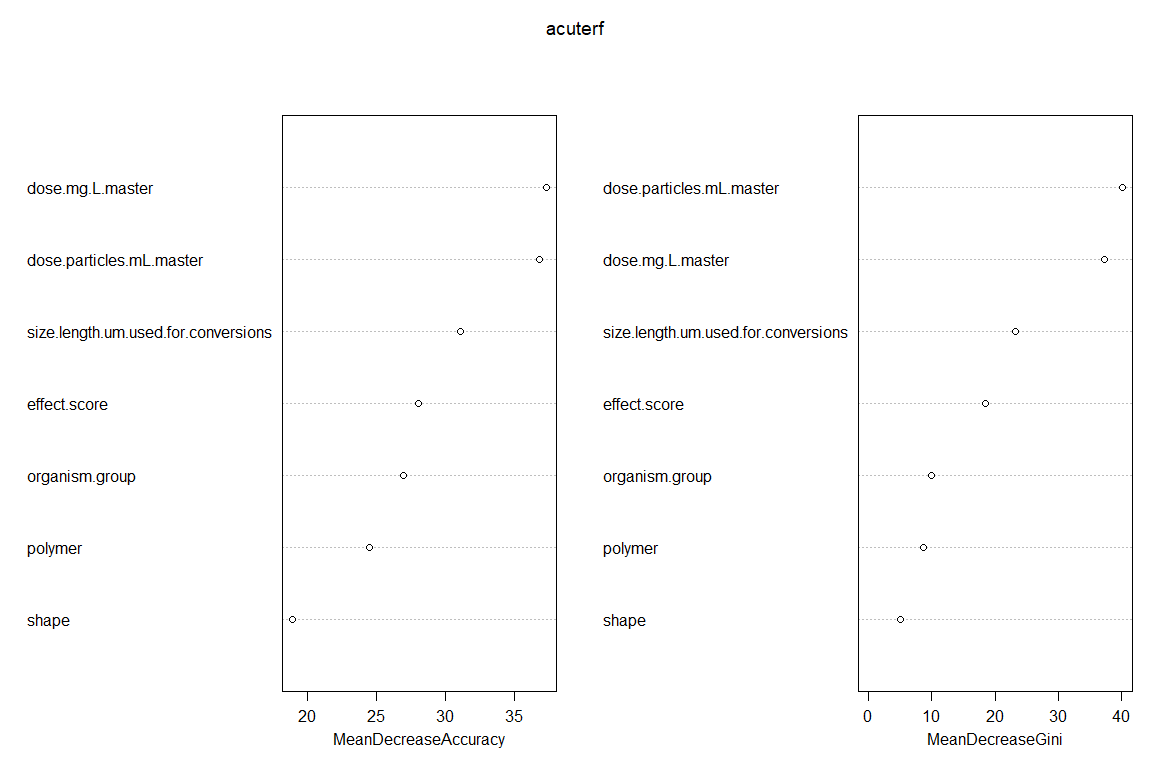 acuterf
dose.mg.L.master
dose.particles.mL.master
size.length.um.used.for.conversions
effect.score
organism.group
polymer
shape
20 25 30 35
MeanDecreaseAccuracy
dose.particles.mL.master
dose.mg.L.master
size.length.um.used.for.conversions
effect.score
organism.group
polymer
shape
0 10 20 30 40
MeanDecreaseGini